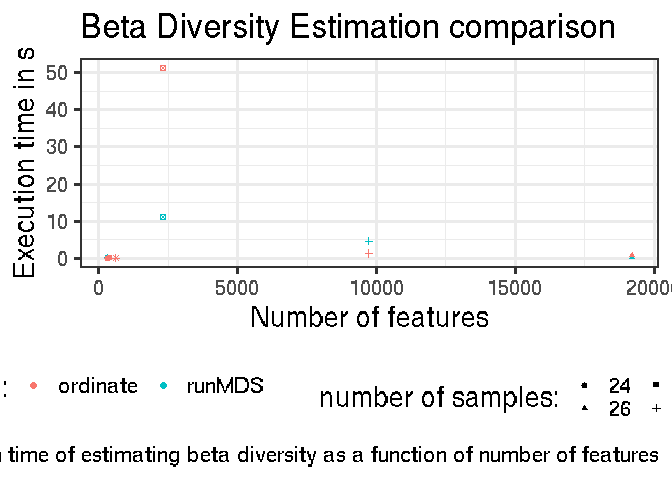 Beta Diversity Estimation comparison
Execution time in s
50
40
30
20
10
0
0 5000 10000 15000 2000
Number of features
: ordinate runMDS number of samples: 24
26
time of estimating beta diversity as a function of number of features